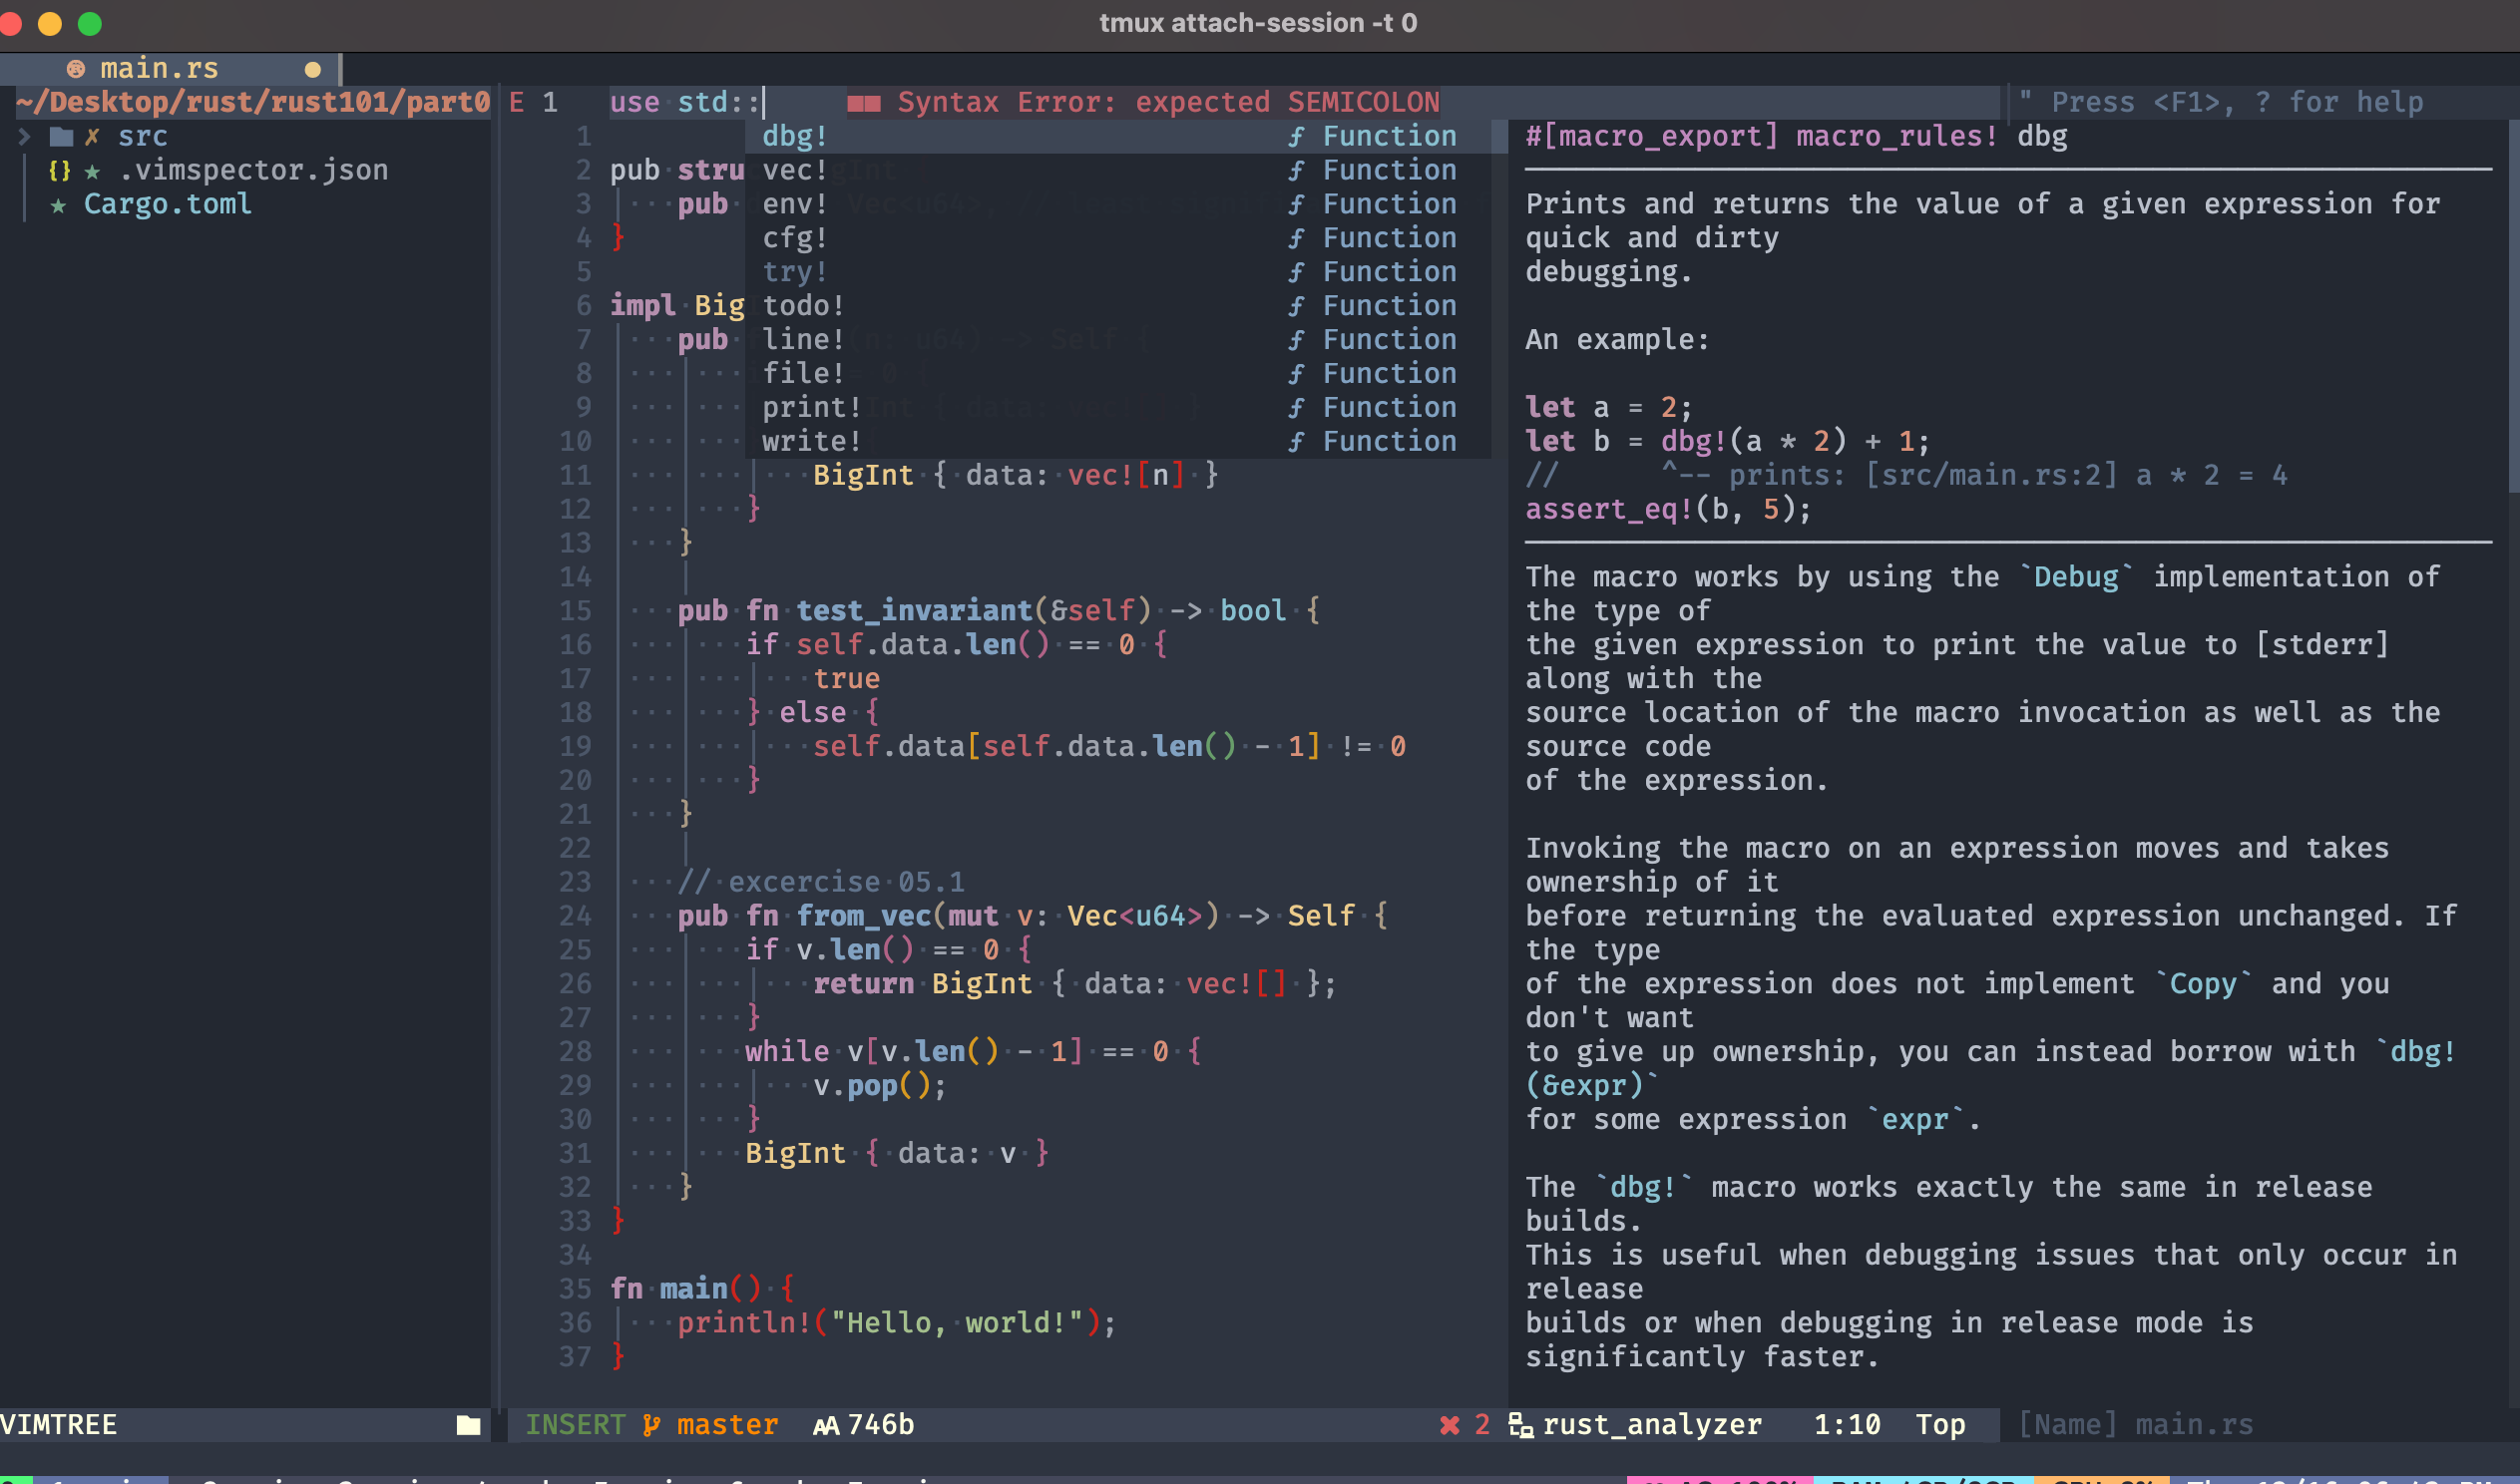 tmux attach-session -t 0
main.rs
~/Desktop/rust/rust101/part0
src
{} ★ .vimspector.json
★ Cargo.toml
E 1 use std:: ■■ Syntax Error: expected SEMICOLON
1 dbg! ƒ Function
2 pub stru vec! ƒ Function
3 pub env! ƒ Function
4 } cfg! ƒ Function
5 try! ƒ Function
6 impl Big todo! ƒ Function
7 pub line! ƒ Function
8 file! ƒ Function
9 print! ƒ Function
10 write! ƒ Function
11 BigInt { data: vec![n] }
12 }
13 }
14
15 pub fn test_invariant(&self) -> bool {
16 if self.data.len() == 0 {
17 true
18 } else {
19 self.data[self.data.len() - 1] != 0
20 }
21 }
22
23 // excercise 05.1
24 pub fn from_vec(mut v: Vec<u64>) -> Self {
25 if v.len() == 0 {
26 return BigInt { data: vec![] };
27 }
28 while v[v.len() - 1] == 0 {
29 v.pop();
30 }
31 BigInt { data: v }
32 }
33 }
34
35 fn main() {
36 println!("Hello, world!");
37 }
" Press <F1>, ? for help
#[macro_export] macro_rules! dbg
Prints and returns the value of a given expression for
quick and dirty
debugging.
An example:
let a = 2;
let b = dbg!(a * 2) + 1;
// ^-- prints: [src/main.rs:2] a * 2 = 4
assert_eq!(b, 5);
The macro works by using the `Debug` implementation of
the type of
the given expression to print the value to [stderr]
along with the
source location of the macro invocation as well as the
source code
of the expression.
Invoking the macro on an expression moves and takes
ownership of it
before returning the evaluated expression unchanged. If
the type
of the expression does not implement `Copy` and you
don't want
to give up ownership, you can instead borrow with `dbg!
(&expr)`
for some expression `expr`.
The `dbg!` macro works exactly the same in release
builds.
This is useful when debugging issues that only occur in
release
builds or when debugging in release mode is
significantly faster.
VIMTREE
INSERT master AA 746b ✖ 2 rust_analyzer 1:10 Top [Name] main.rs